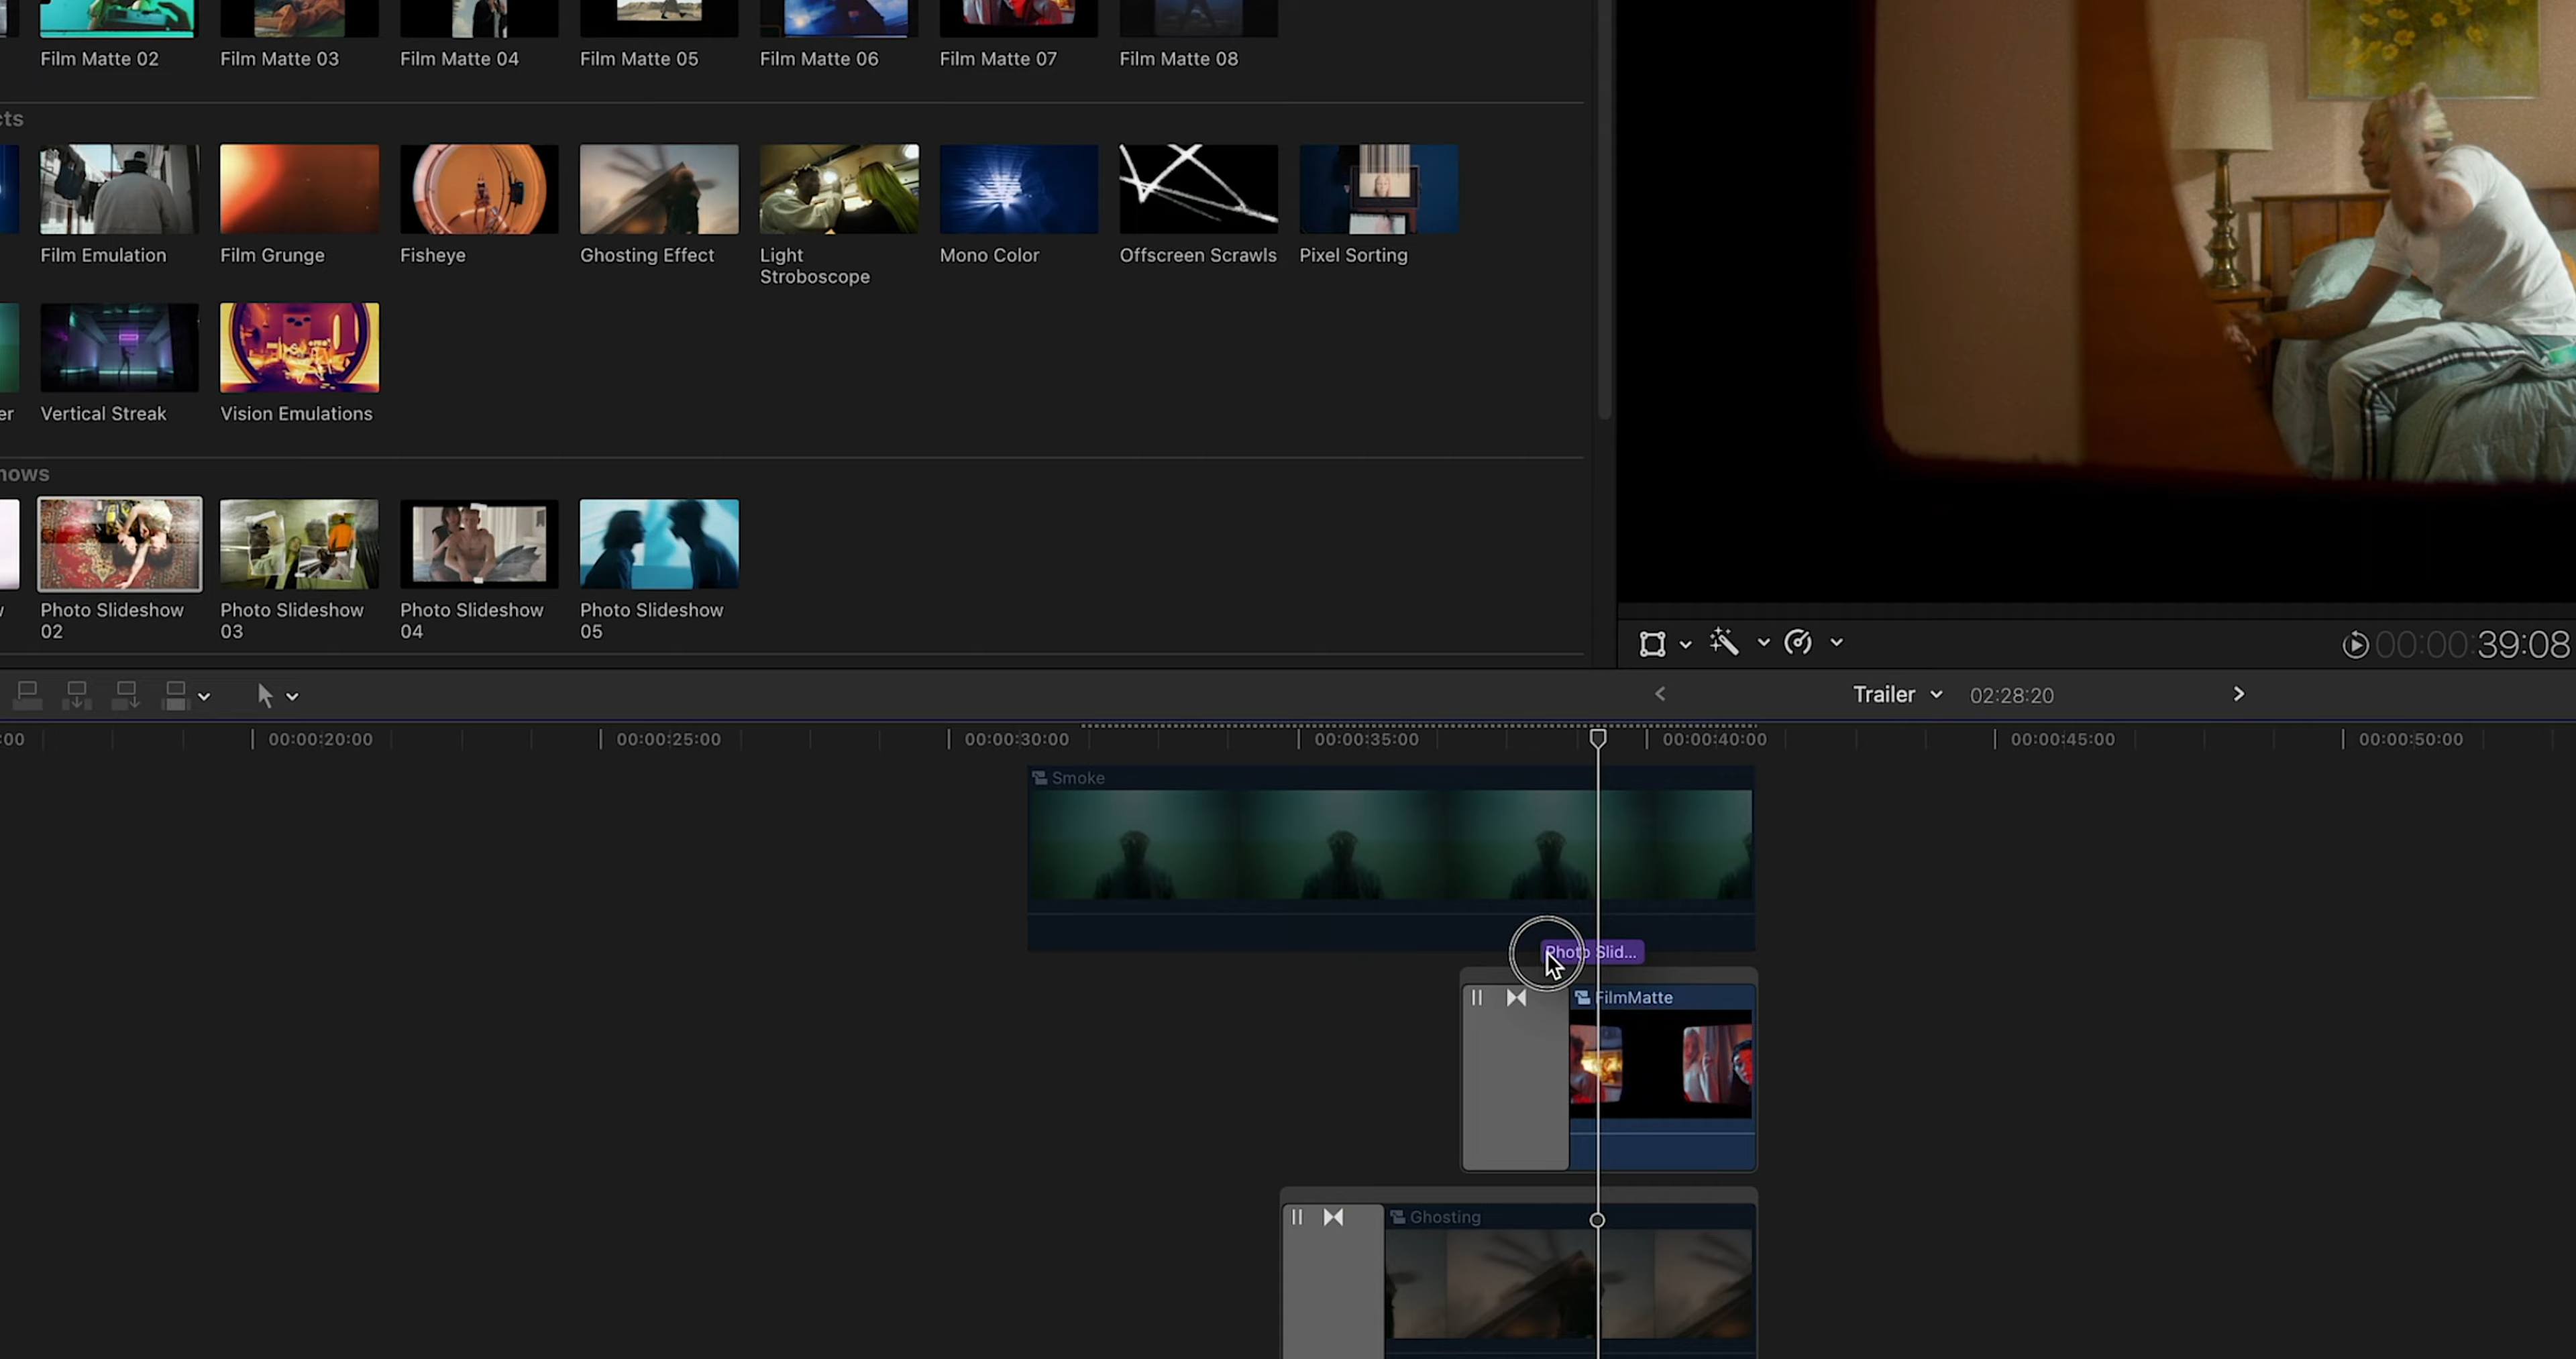 Film Matte 02
Film Matte 03
Film Matte 04
Film Matte 05
Film Matte 06
Film Matte 07
Film Matte 08
cts
Film Emulation
Film Grunge
Fisheye
Ghosting Effect
Light
Stroboscope
Mono Color
Offscreen Scrawls
Pixel Sorting
er
Vertical Streak
Vision Emulations
hows
Photo Slideshow
02
Photo Slideshow
03
Photo Slideshow
04
Photo Slideshow
05
00:00:39:08
Trailer
02:28:20
:00
00:00:20:00
00:00:25:00
00:00:30:00
00:00:35:00
00:00:40:00
00:00:45:00
00:00:50:00
Smoke
Photo Slid...
FilmMatte
Ghosting